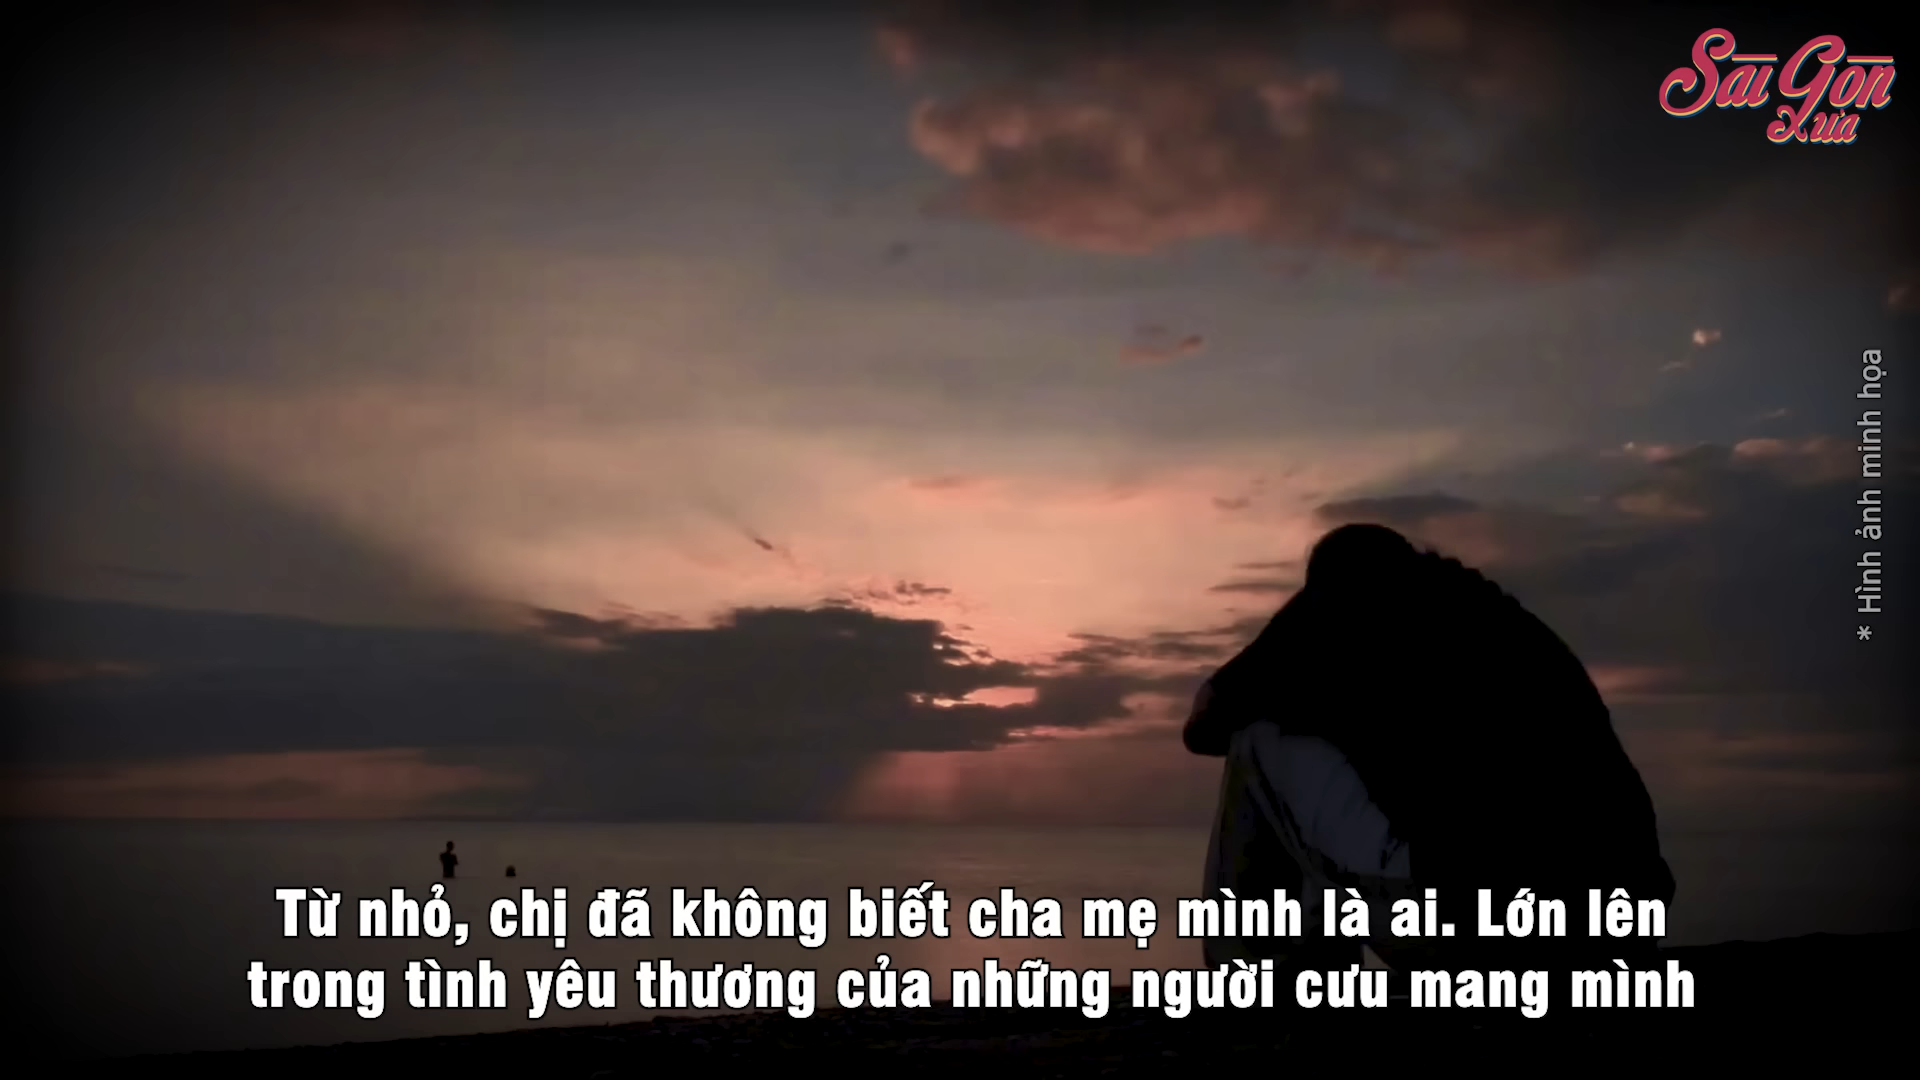 Sài Gòn
Xưa
* Hình ảnh minh họa
Từ nhỏ, chị đã không biết cha mẹ mình là ai. Lớn lên
trong tình yêu thương của những người cưu mang mình